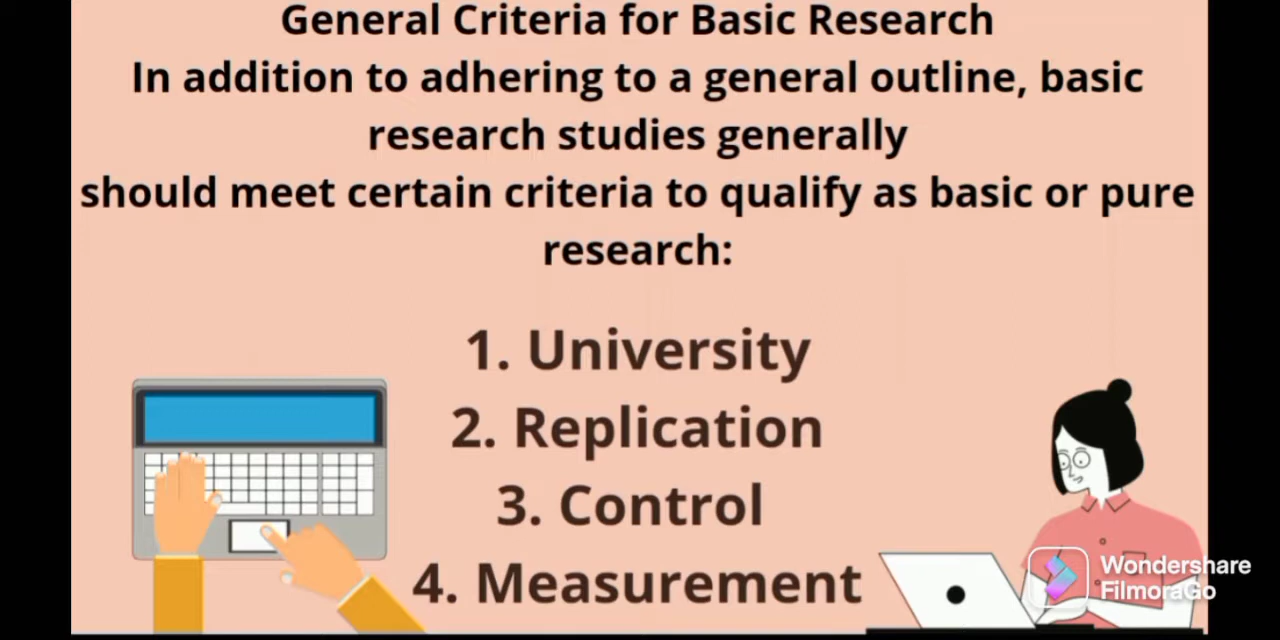 General Criteria for Basic Research
In addition to adhering to a general outline, basic
research studies generally
should meet certain criteria to qualify as basic or pure
research:
1. University
2. Replication
3. Control
4. Measurement
Wondershare
FilmoraGo